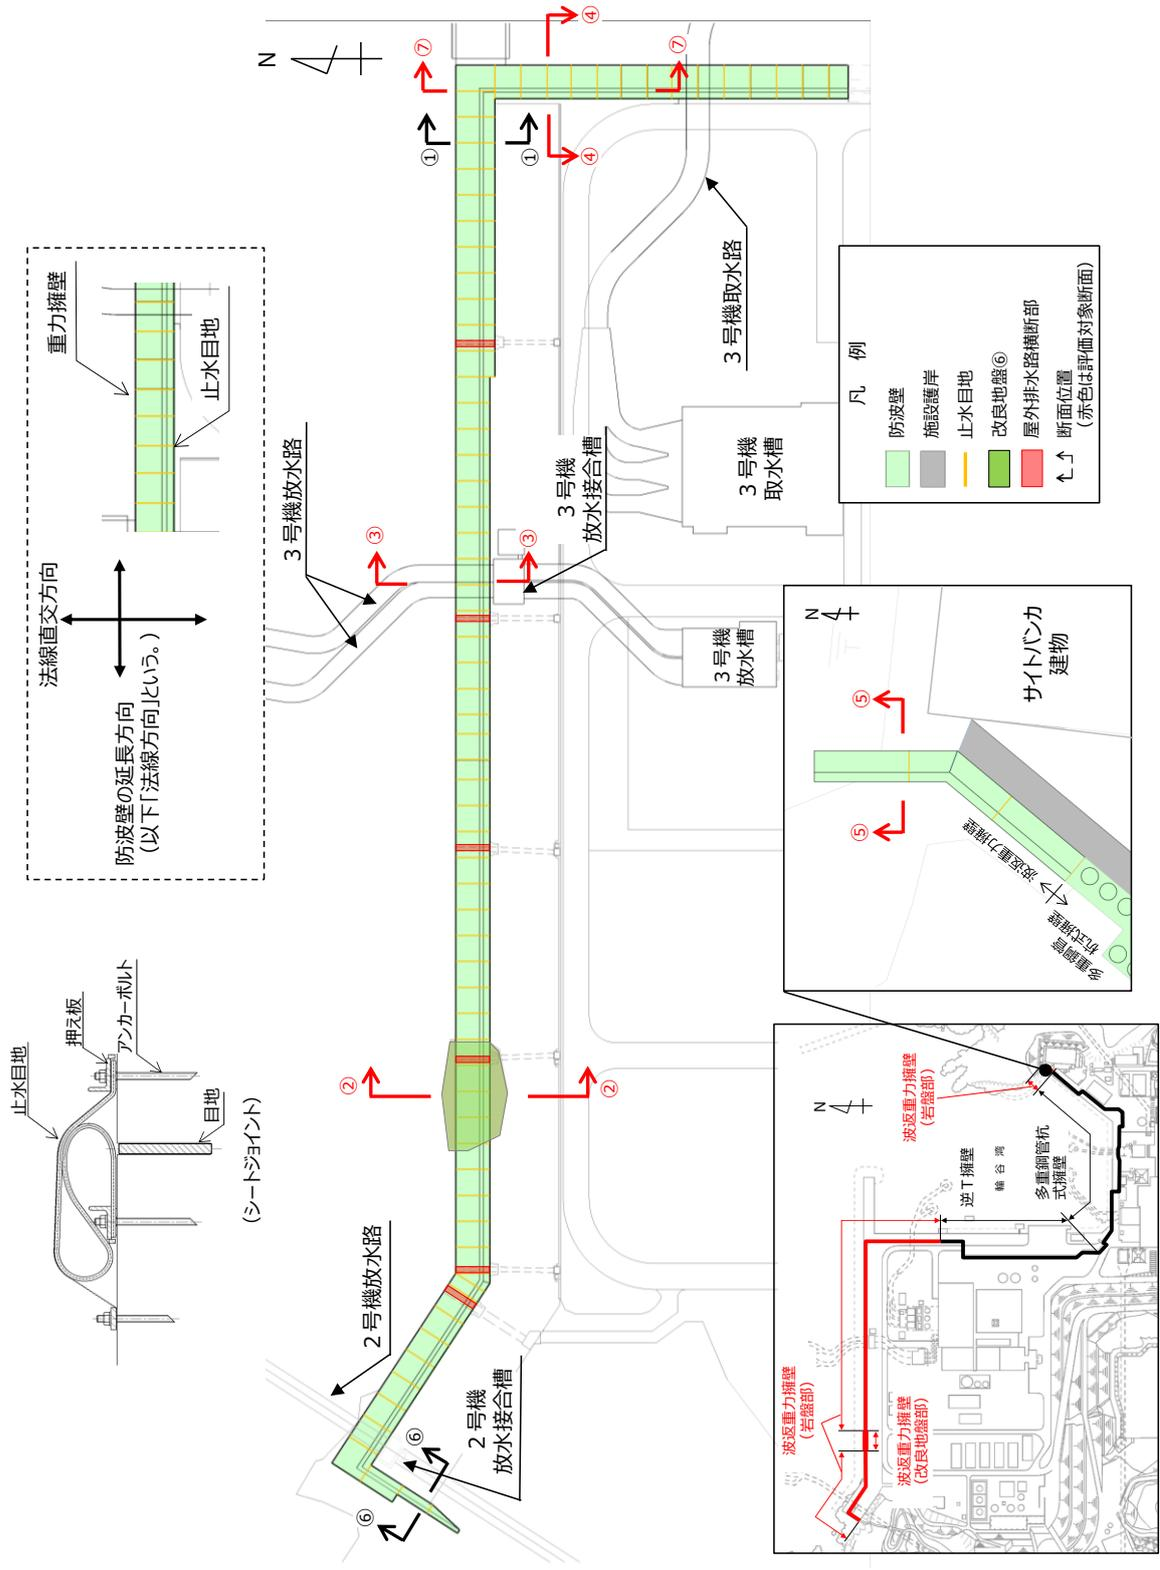 止水目地
押え板
アンカーボルト
目地
(シートジョイント)
法線直交方向
防波壁の延長方向
(以下「法線方向」という。)
重力擁壁
止水目地
N
2号機放水路
3号機放水路
⑥
⑥
②
②
③
③
①
①
⑦
⑦
④
④
2号機
放水接合槽
3号機
放水接合槽
3号機取水路
3号機
放水槽
3号機
取水槽
凡 例
防波壁
施設護岸
止水目地
改良地盤⑥
屋外排水路横断部
断面位置
(赤色は評価対象断面)
波返重力擁壁
(岩盤部)
波返重力擁壁
(改良地盤部)
N
逆T擁壁
輪谷湾
多重鋼管杭
式擁壁
波返重力擁壁
(岩盤部)
N
⑤
⑤
サイトバンカ
建物
波返重力擁壁
多重鋼管
杭式擁壁